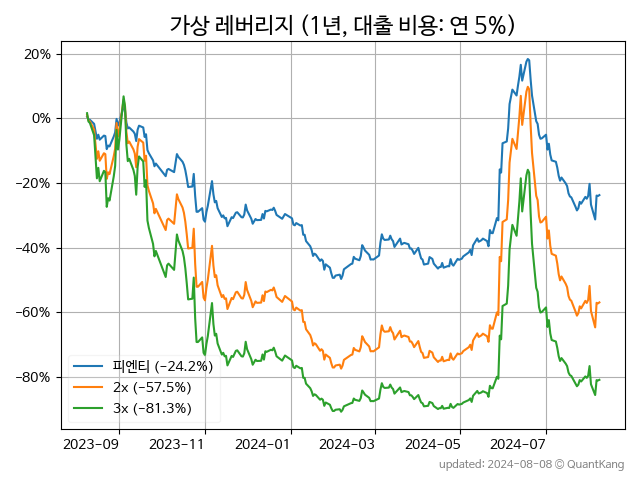 가상 레버리지 (1년, 대출 비용: 연 5%)
20%
0%
−20%
−40%
−60%
−80%
피엔티 (−24.2%)
2x (−57.5%)
3x (−81.3%)
2023-09 2023-11 2024-01 2024-03 2024-05 2024-07
updated: 2024-08-08 © QuantKang